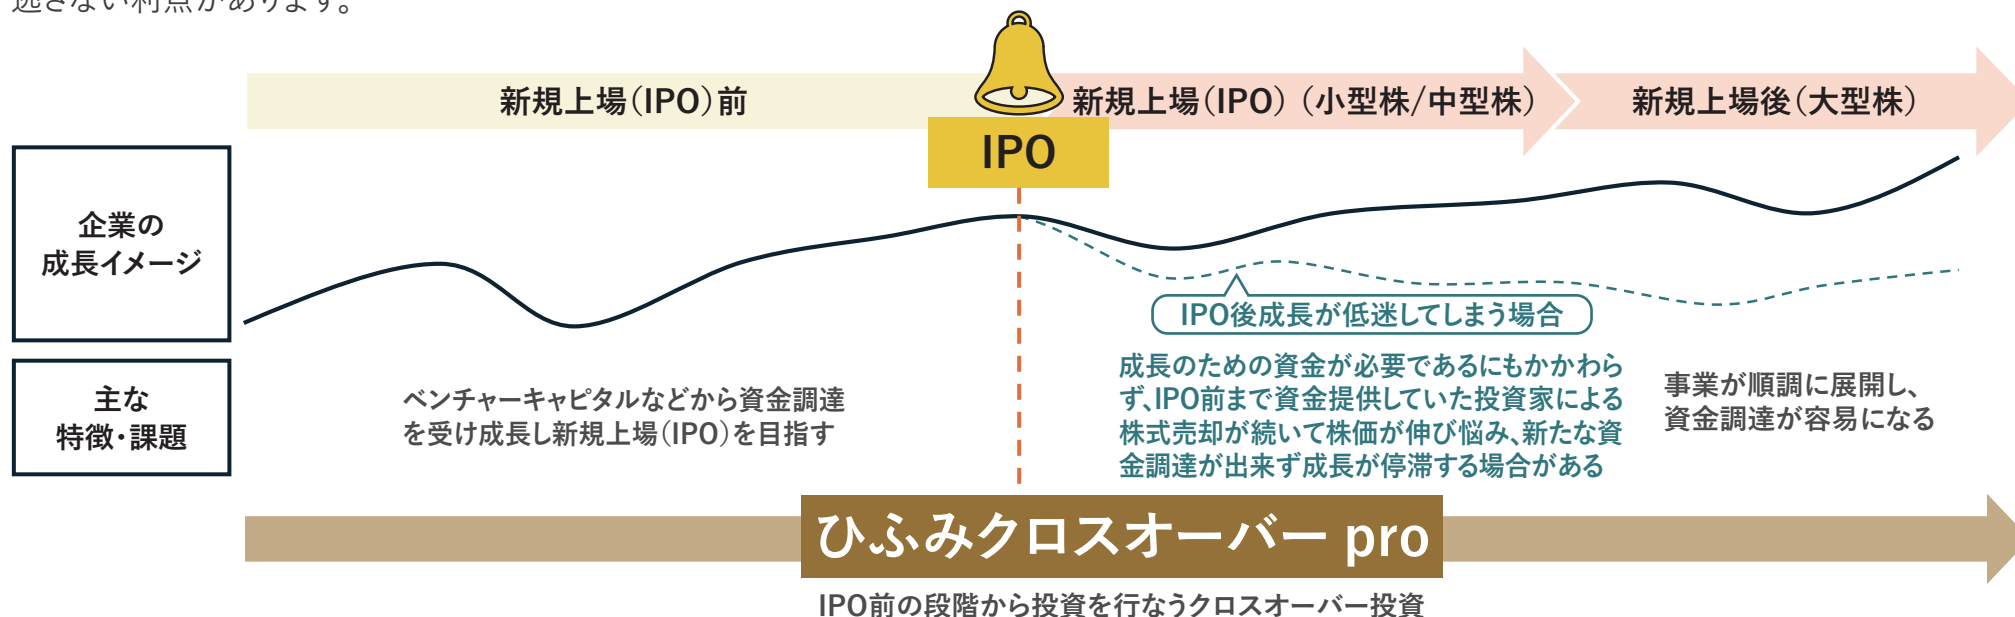 逃さない利点があります。
新規上場（IPO）前
新規上場（IPO）（小型株/中型株）
新規上場後（大型株）
IPO
企業の
成長イメージ
IPO後成長が低迷してしまう場合
主な
特徴・課題
ベンチャーキャピタルなどから資金調達
を受け成長し新規上場（IPO）を目指す
成長のための資金が必要であるにもかかわら
ず、IPO前まで資金提供していた投資家による
株式売却が続いて株価が伸び悩み、新たな資
金調達が出来ず成長が停滞する場合がある
事業が順調に展開し、
資金調達が容易になる
ひふみクロスオーバー pro
IPO前の段階から投資を行なうクロスオーバー投資